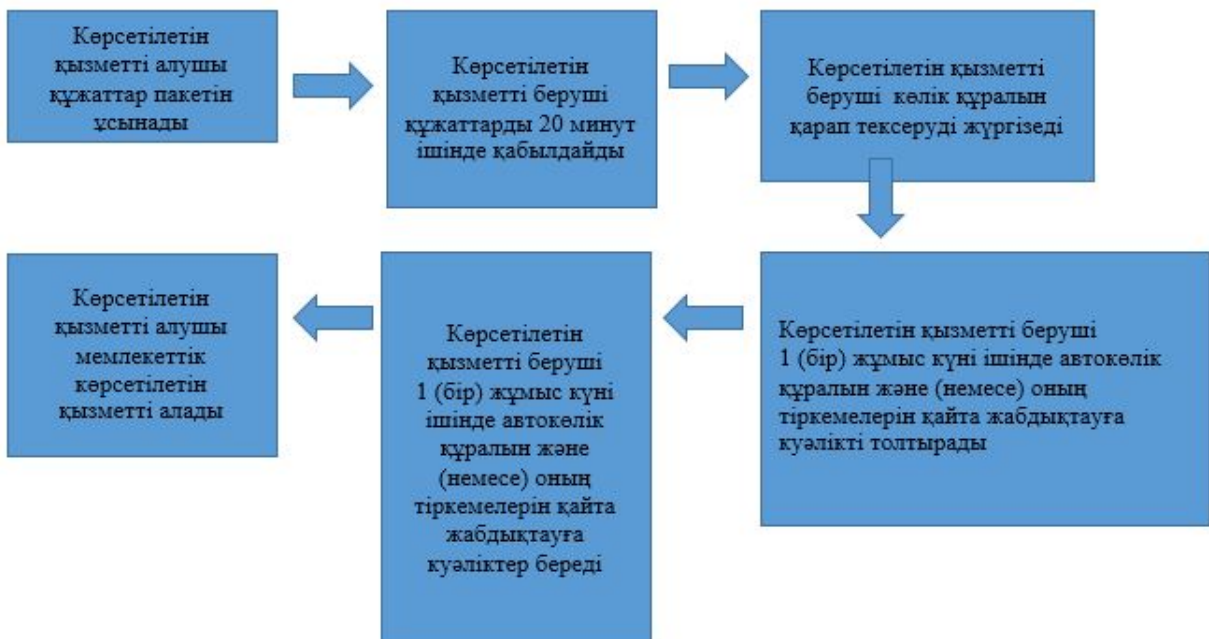 Көрсетілетін
қызметті алушы
құжаттар пакетін
ұсынады
Көрсетілетін
қызметті беруші
құжаттарды 20 минут
ішінде қабылдайды
Көрсетілетін қызметті
беруші көлік құралын
қарап тексеруді жүргізеді
Көрсетілетін қызметті беруші
1 (бір) жұмыс күні ішінде автокөлік
құралын және (немесе) оның
тіркемелерін қайта жабдықтауға
куәлікті толтырады
Көрсетілетін
қызметті беруші
1 (бір) жұмыс күні
ішінде автокөлік
құралын және
(немесе) оның
тіркемелерін қайта
жабдықтауға
куәліктер береді
Көрсетілетін
қызметті алушы
мемлекеттік
көрсетілетін
қызметті алады